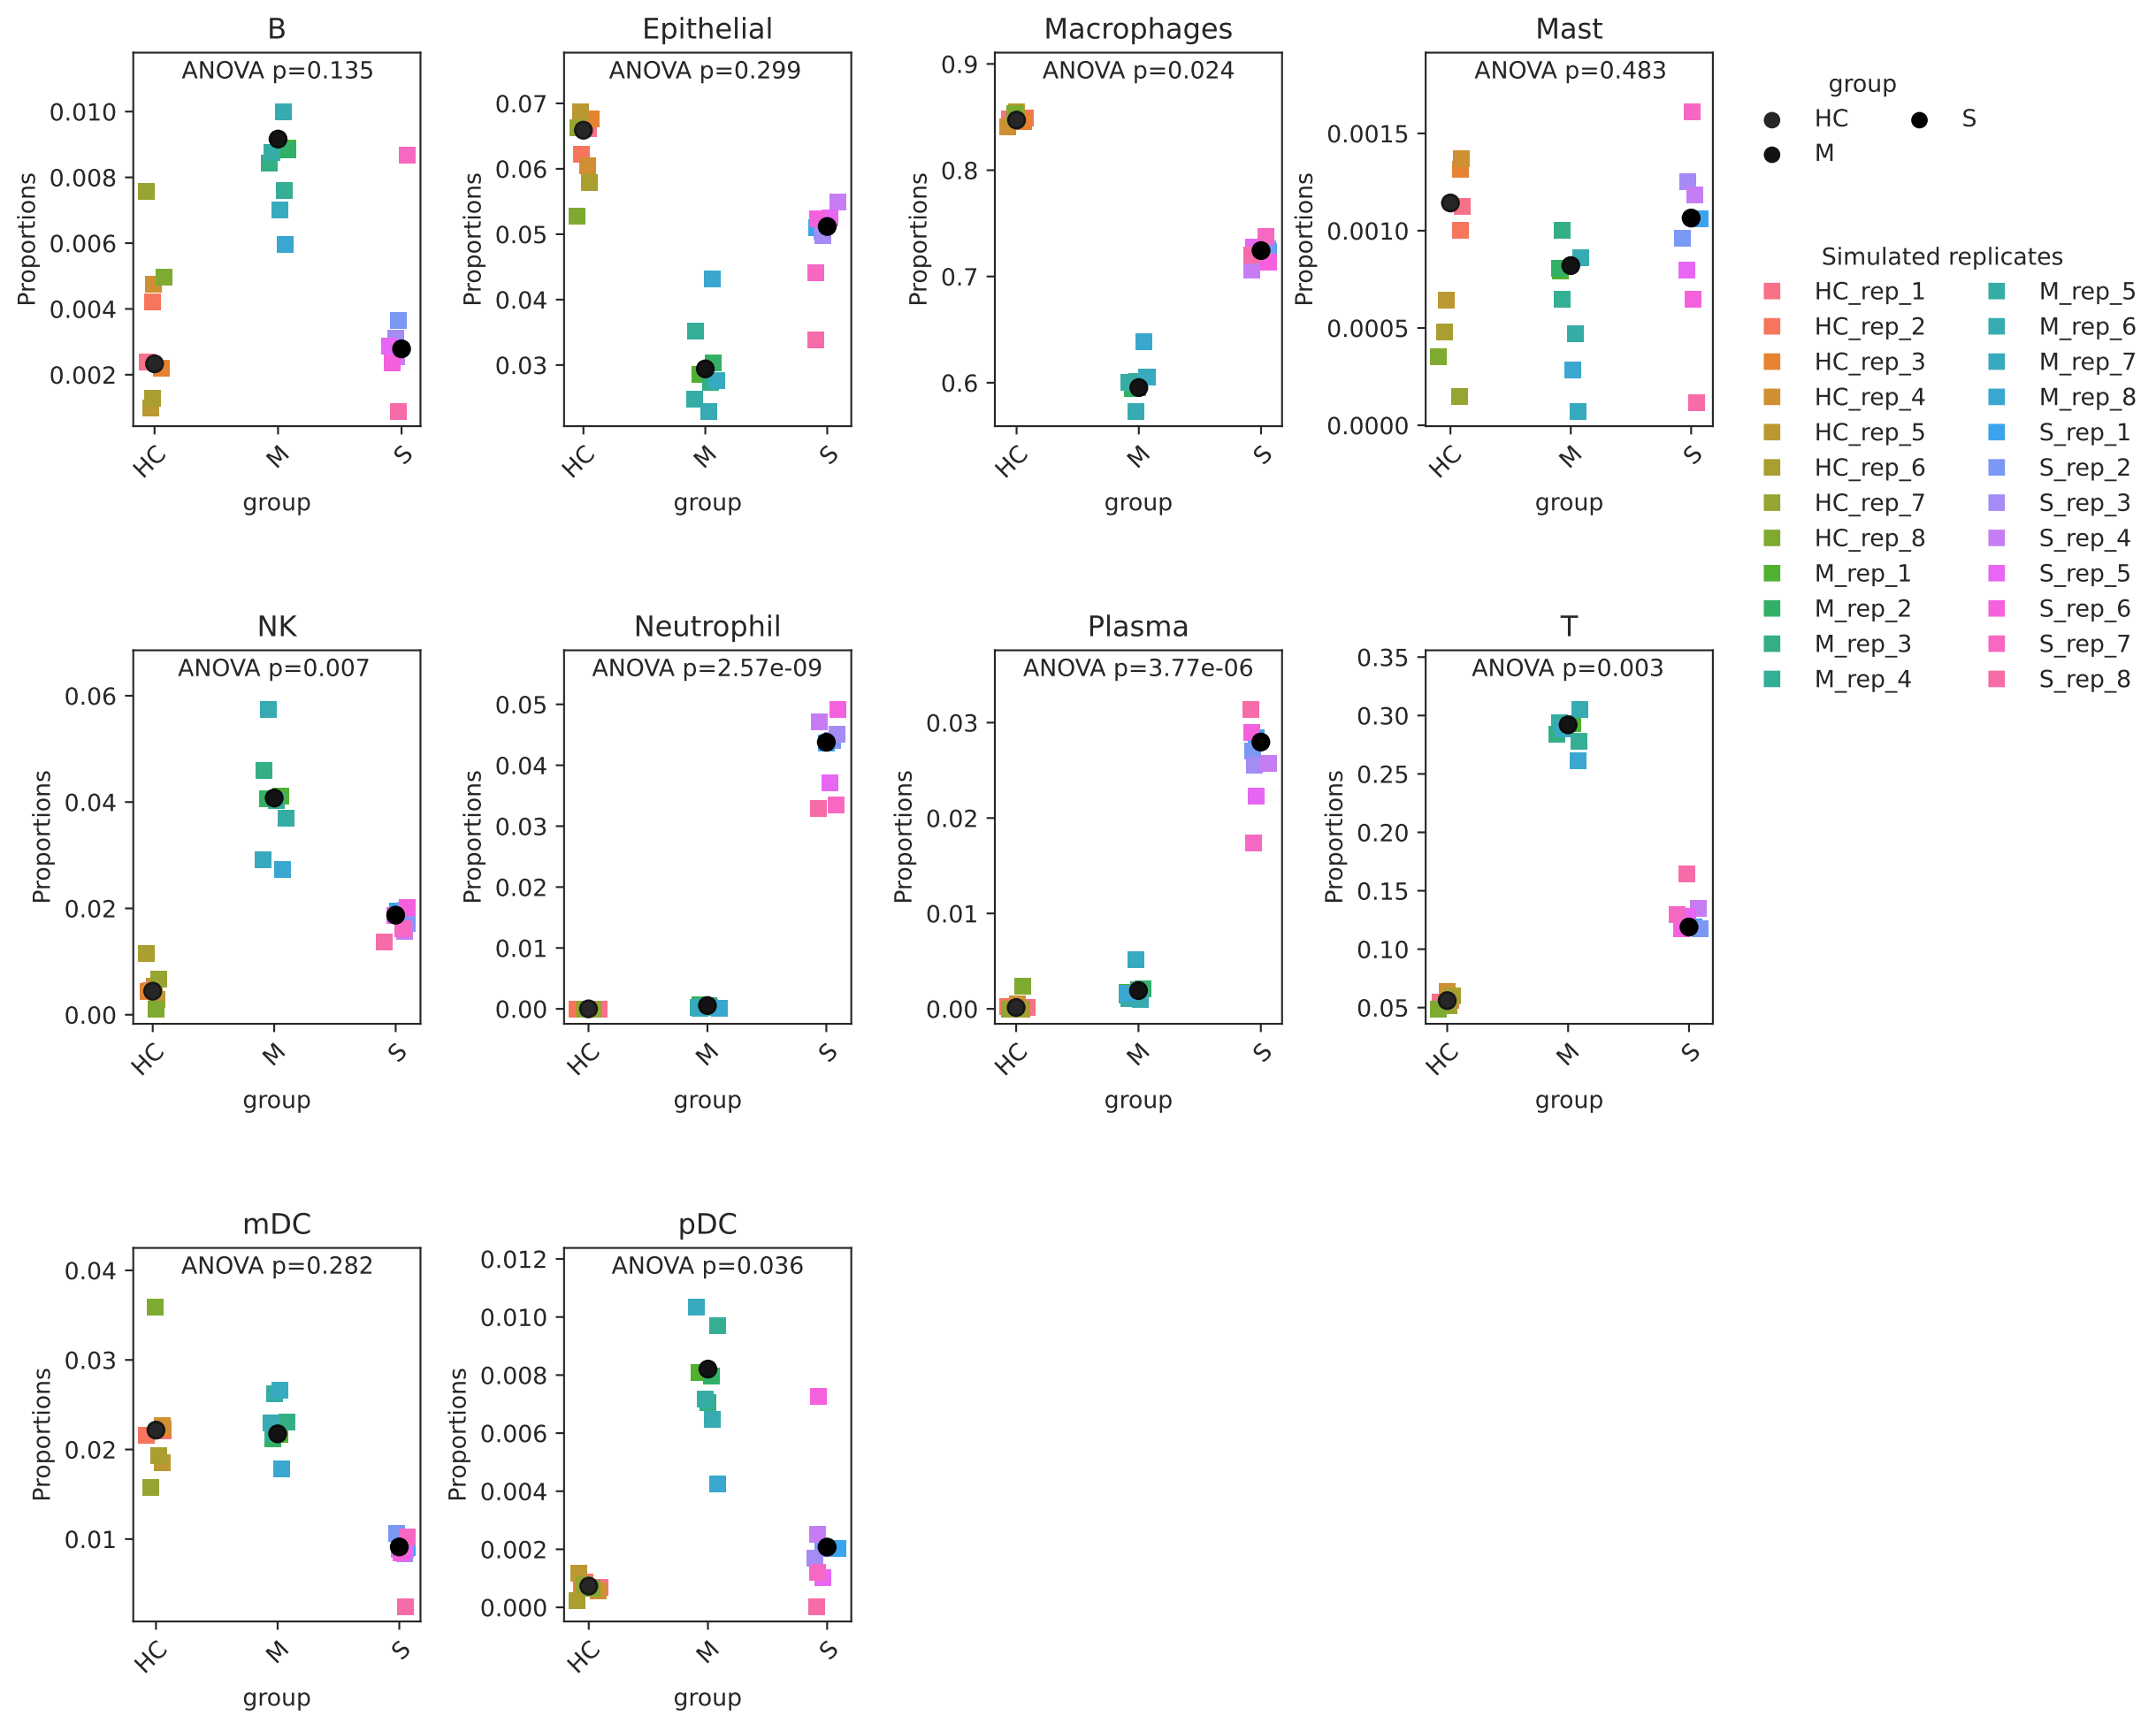 B
ANOVA p=0.135
0.010
0.008
0.006
0.004
0.002
Proportions
HC
M
S
group
Epithelial
ANOVA p=0.299
0.07
0.06
0.05
0.04
0.03
Proportions
HC
M
S
group
Macrophages
ANOVA p=0.024
0.9
0.8
0.7
0.6
Proportions
HC
M
S
group
Mast
ANOVA p=0.483
0.0015
0.0010
0.0005
0.0000
Proportions
HC
M
S
group
group
HC
M
S
Simulated replicates
HC_rep_1
HC_rep_2
HC_rep_3
HC_rep_4
HC_rep_5
HC_rep_6
HC_rep_7
HC_rep_8
M_rep_1
M_rep_2
M_rep_3
M_rep_4
M_rep_5
M_rep_6
M_rep_7
M_rep_8
S_rep_1
S_rep_2
S_rep_3
S_rep_4
S_rep_5
S_rep_6
S_rep_7
S_rep_8
NK
ANOVA p=0.007
0.06
0.04
0.02
0.00
Proportions
HC
M
S
group
Neutrophil
ANOVA p=2.57e-09
0.05
0.04
0.03
0.02
0.01
0.00
Proportions
HC
M
S
group
Plasma
ANOVA p=3.77e-06
0.03
0.02
0.01
0.00
Proportions
HC
M
S
group
T
ANOVA p=0.003
0.35
0.30
0.25
0.20
0.15
0.10
0.05
Proportions
HC
M
S
group
mDC
ANOVA p=0.282
0.04
0.03
0.02
0.01
Proportions
HC
M
S
group
pDC
ANOVA p=0.036
0.012
0.010
0.008
0.006
0.004
0.002
0.000
Proportions
HC
M
S
group